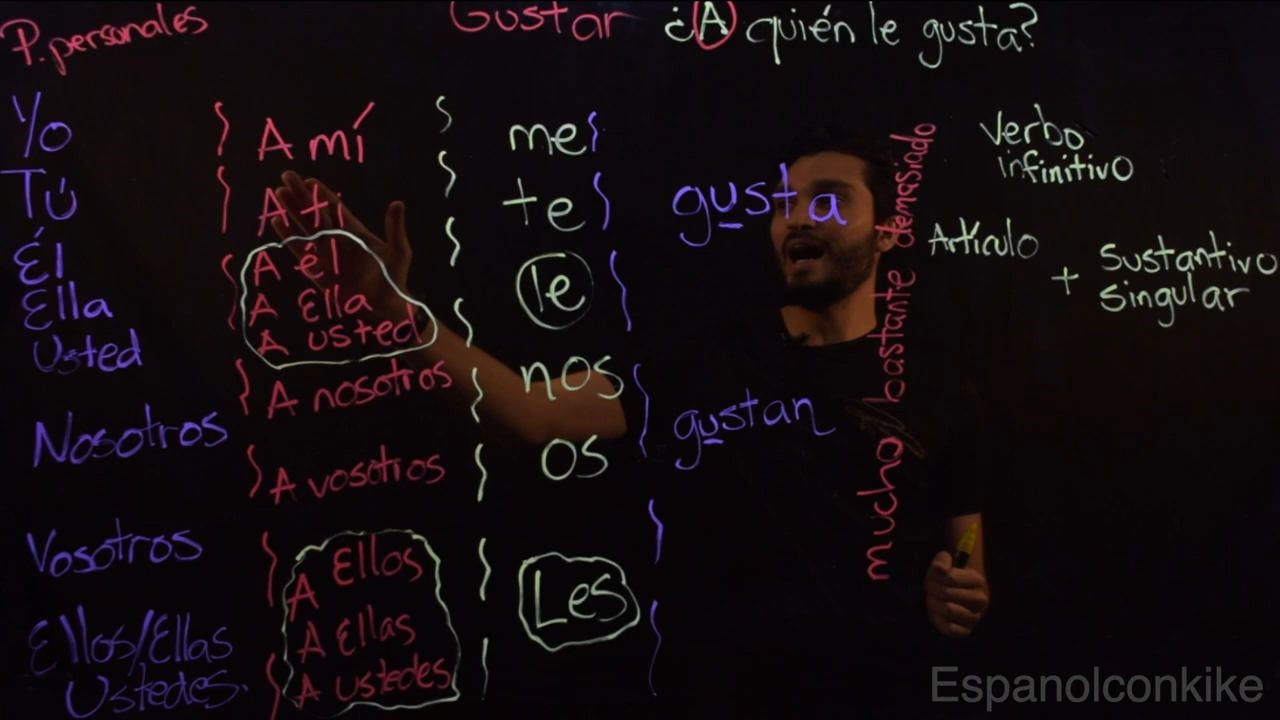 P. personales
Gustar
¿A quién le gusta?
Yo
Tú
Él
Ella
Usted
Nosotros
Vosotros
Ellos/Ellas
Ustedes.
A mí
A ti
A él
A Ella
A usted
A nosotros
A vosotros
A Ellos
A Ellas
A ustedes
me
te
le
nos
os
Les
gusta
gustan
mucho bastante demasiado
Verbo
infinitivo
Artículo
+ sustantivo
singular
Espanolconkike